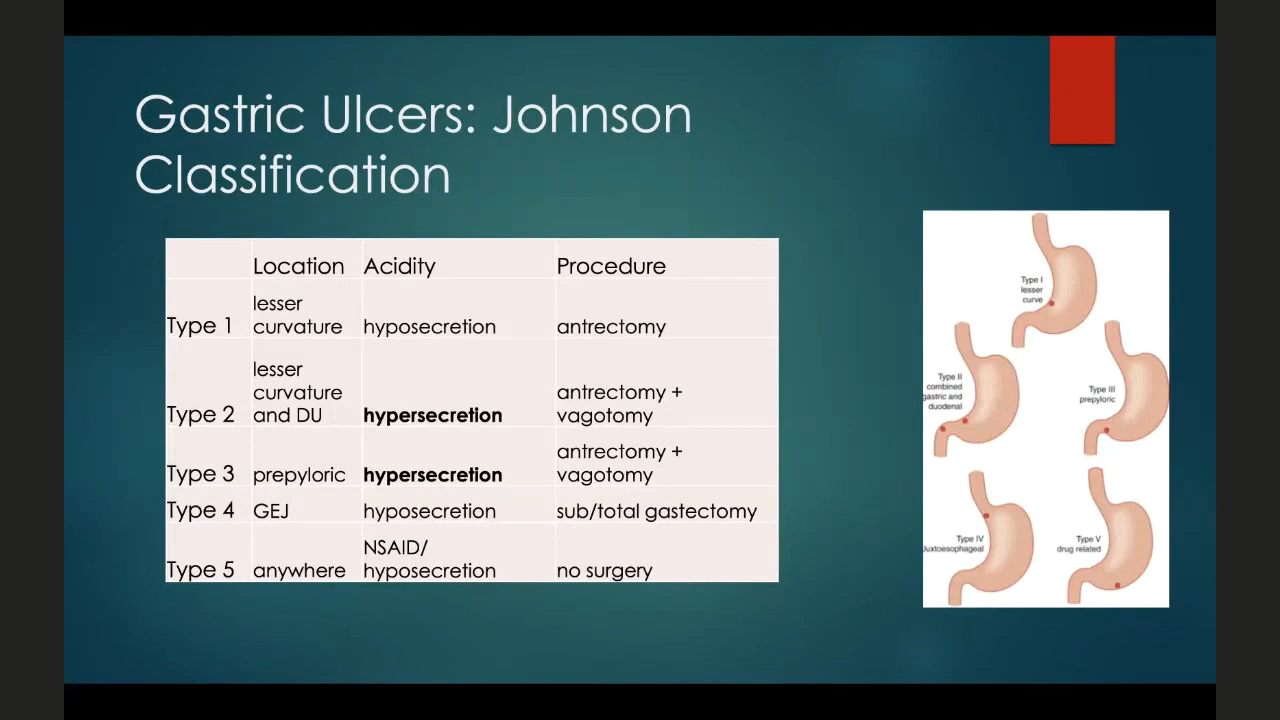 Gastric Ulcers: Johnson
Classification
Location Acidity Procedure
Type 1 lesser
curvature hyposecretion antrectomy
Type 2 lesser
curvature
and DU hypersecretion antrectomy +
vagotomy
Type 3 prepyloric hypersecretion antrectomy +
vagotomy
Type 4 GEJ hyposecretion sub/total gastectomy
Type 5 anywhere NSAID/
hyposecretion no surgery
Type I
lesser
curve
Type II
combined
gastric and
duodenal
Type III
prepyloric
Type IV
Juxtoesophageal
Type V
drug related